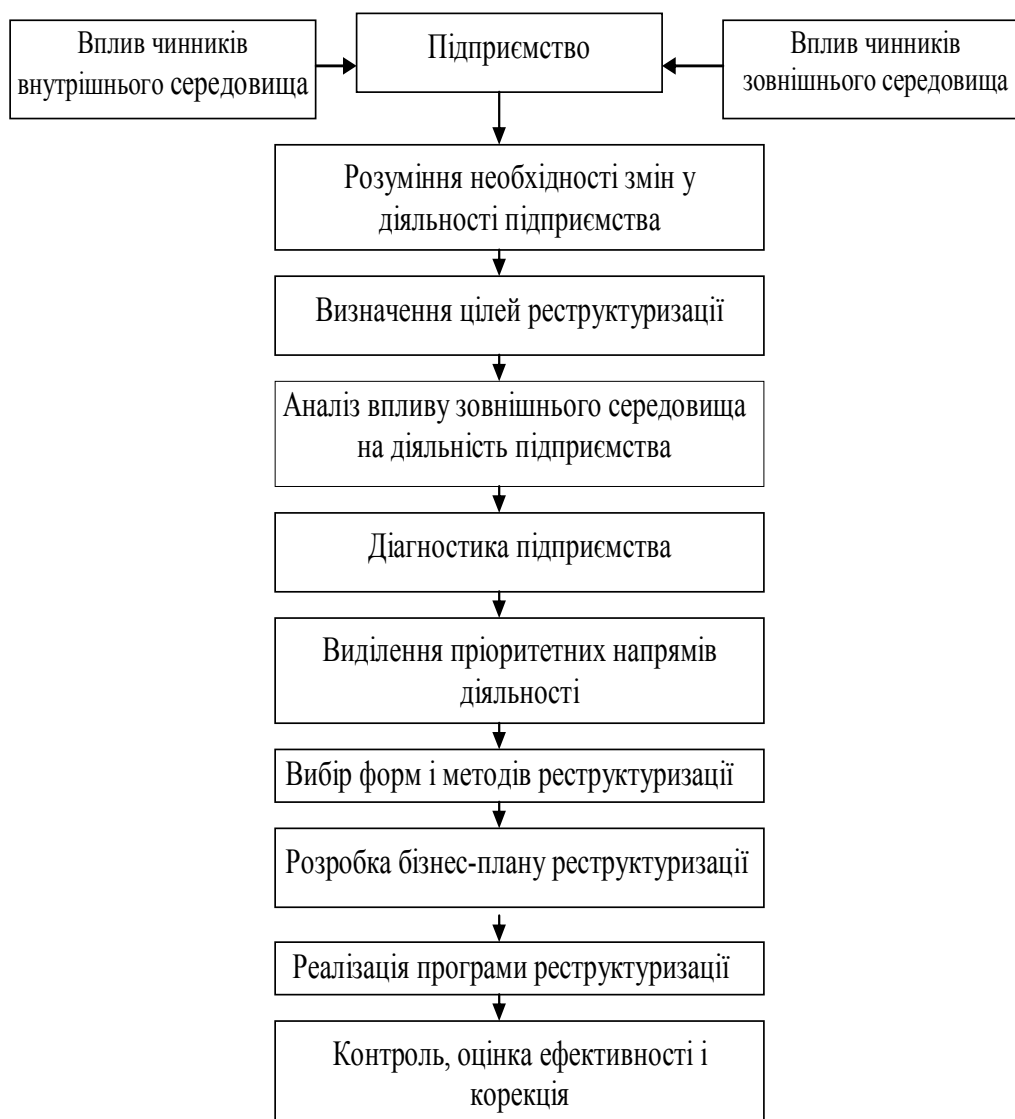 Вплив чинників
внутрішнього середовища
Підприємство
Вплив чинників
зовнішнього середовища
Розуміння необхідності змін у
діяльності підприємства
Визначення цілей реструктуризації
Аналіз впливу зовнішнього середовища
на діяльність підприємства
Діагностика підприємства
Виділення пріоритетних напрямів
діяльності
Вибір форм і методів реструктуризації
Розробка бізнес-плану реструктуризації
Реалізація програми реструктуризації
Контроль, оцінка ефективності і
корекція